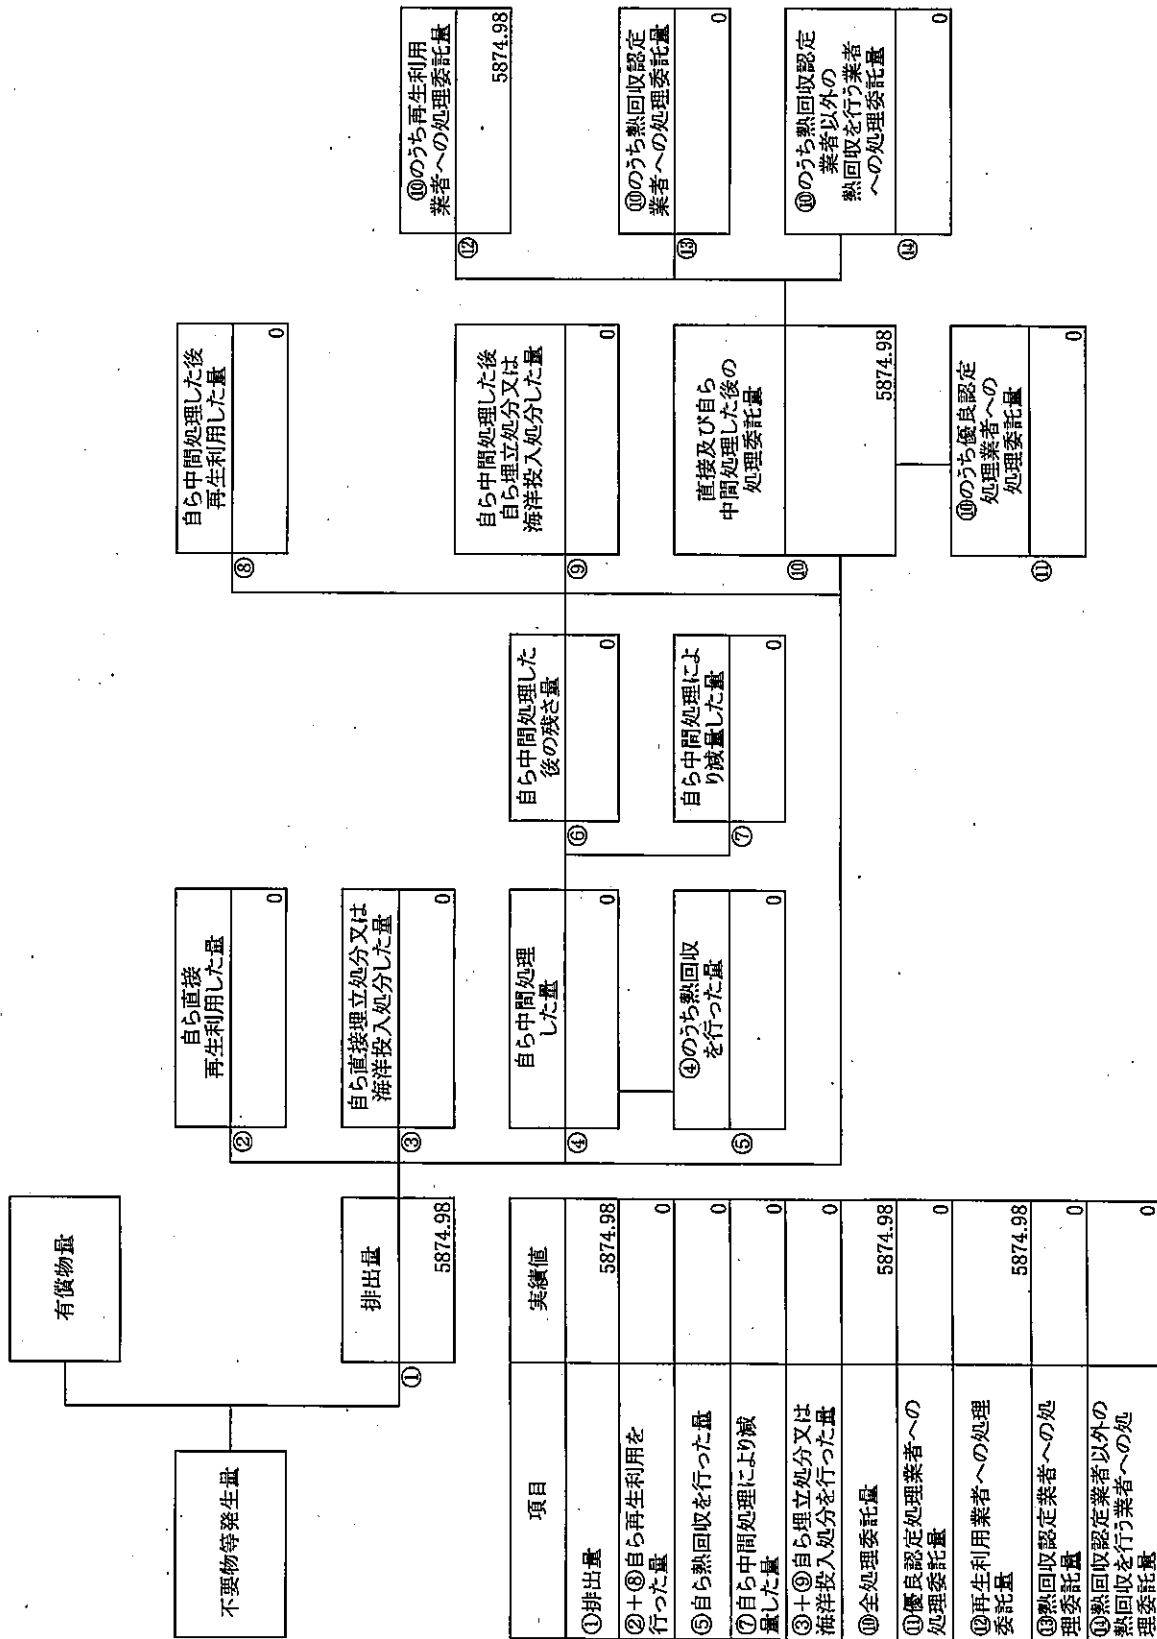 不要物等発生量
有償物量
排出量
①
5874.98
自ら直接
再生利用した量
②
0
自ら直接埋立処分又は
海洋投入処分した量
③
0
自ら中間処理
した量
④
0
④のうち熱回収
を行った量
⑤
0
自ら中間処理した
後の残さ量
⑥
0
自ら中間処理によ
り減量した量
⑦
0
自ら中間処理した後
再生利用した量
⑧
0
自ら中間処理した後
自ら埋立処分又は
海洋投入処分した量
⑨
0
直接及び自ら
中間処理した後の
処理委託量
⑩
5874.98
⑩のうち優良認定
処理業者への
処理委託量
⑪
0
⑩のうち再生利用
業者への処理委託量
⑫
5874.98
⑩のうち熱回収認定
業者への処理委託量
⑬
0
⑩のうち熱回収認定
業者以外の
熱回収を行う業者
への処理委託量
⑭
0
項目 実績値
①排出量 5874.98
②+⑧自ら再生利用を
行った量 0
⑤自ら熱回収を行った量 0
⑦自ら中間処理により減
量した量 0
③+⑨自ら埋立処分又は
海洋投入処分を行った量 0
⑩全処理委託量 5874.98
⑪優良認定処理業者への
処理委託量 0
⑫再生利用業者への処理
委託量 5874.98
⑬熱回収認定業者への処
理委託量 0
⑭熱回収認定業者以外の
熱回収を行う業者への処
理委託量 0